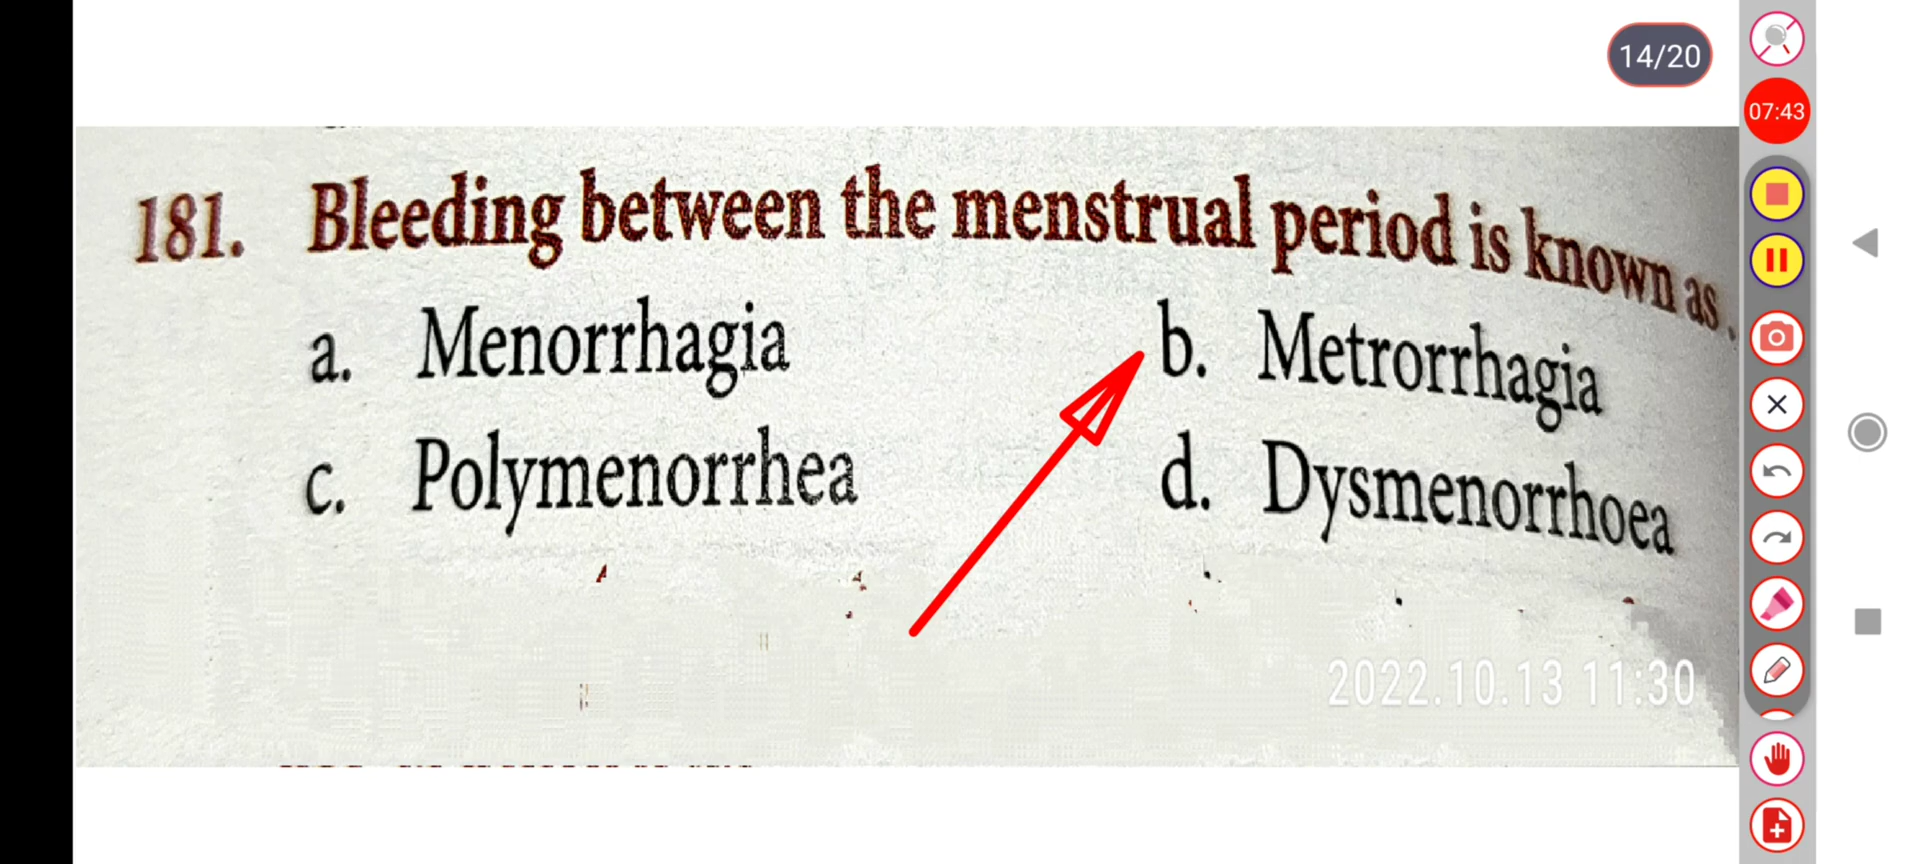 14/20
07:43
181. Bleeding between the menstrual period is known as .
a. Menorrhagia b. Metrorrhagia
c. Polymenorrhea d. Dysmenorrhoea
2022.10.13 11:30